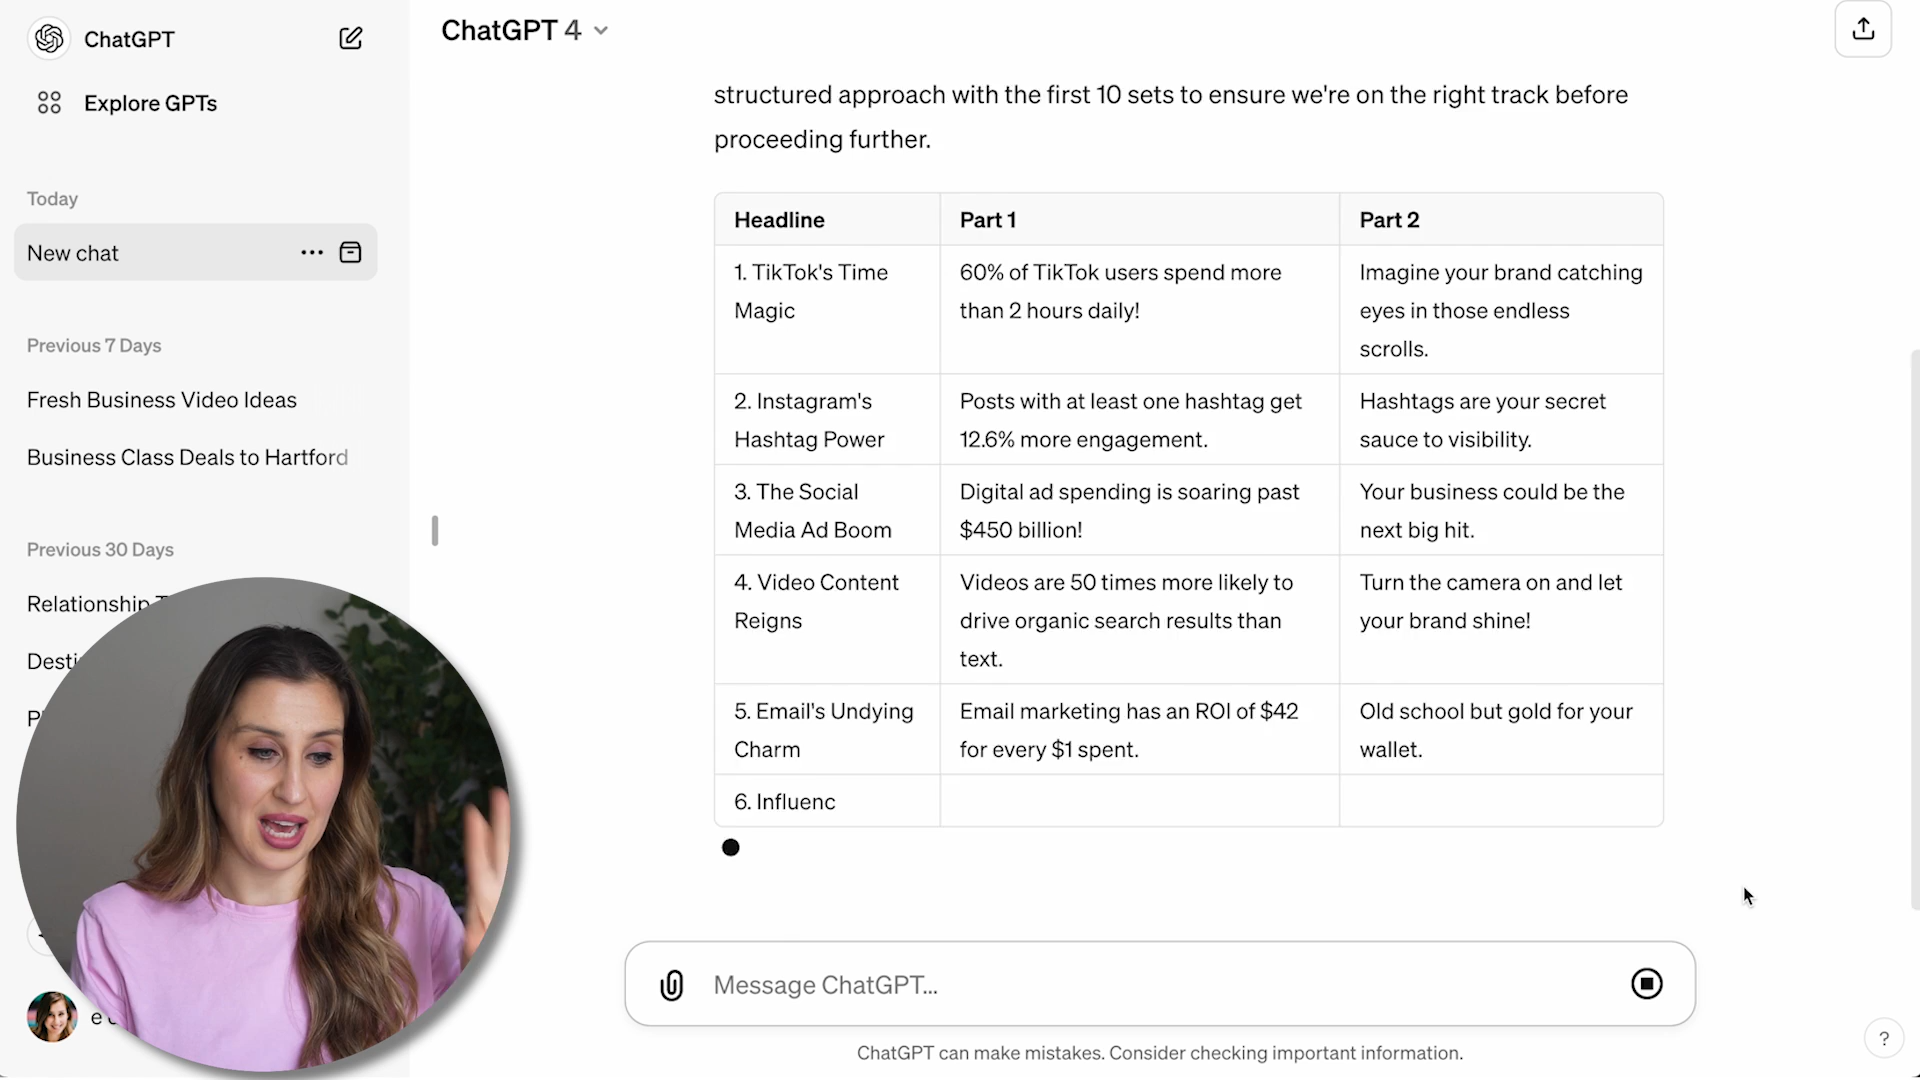 ChatGPT
Explore GPTs
Today
New chat
Previous 7 Days
Fresh Business Video Ideas
Business Class Deals to Hartford
Previous 30 Days
Relationship
ChatGPT 4
structured approach with the first 10 sets to ensure we're on the right track before
proceeding further.
Headline
Part 1
Part 2
1. TikTok's Time
Magic
60% of TikTok users spend more
than 2 hours daily!
Imagine your brand catching
eyes in those endless
scrolls.
2. Instagram's
Hashtag Power
Posts with at least one hashtag get
12.6% more engagement.
Hashtags are your secret
sauce to visibility.
3. The Social
Media Ad Boom
Digital ad spending is soaring past
$450 billion!
Your business could be the
next big hit.
4. Video Content
Reigns
Videos are 50 times more likely to
drive organic search results than
text.
Turn the camera on and let
your brand shine!
5. Email's Undying
Charm
Email marketing has an ROI of $42
for every $1 spent.
Old school but gold for your
wallet.
6. Influenc
Message ChatGPT...
ChatGPT can make mistakes. Consider checking important information.
?